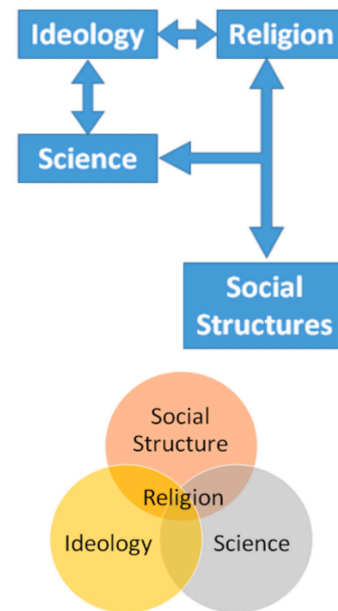 Ideology
Religion
Science
Social
Structures
Social
Structure
Religion
Ideology
Science